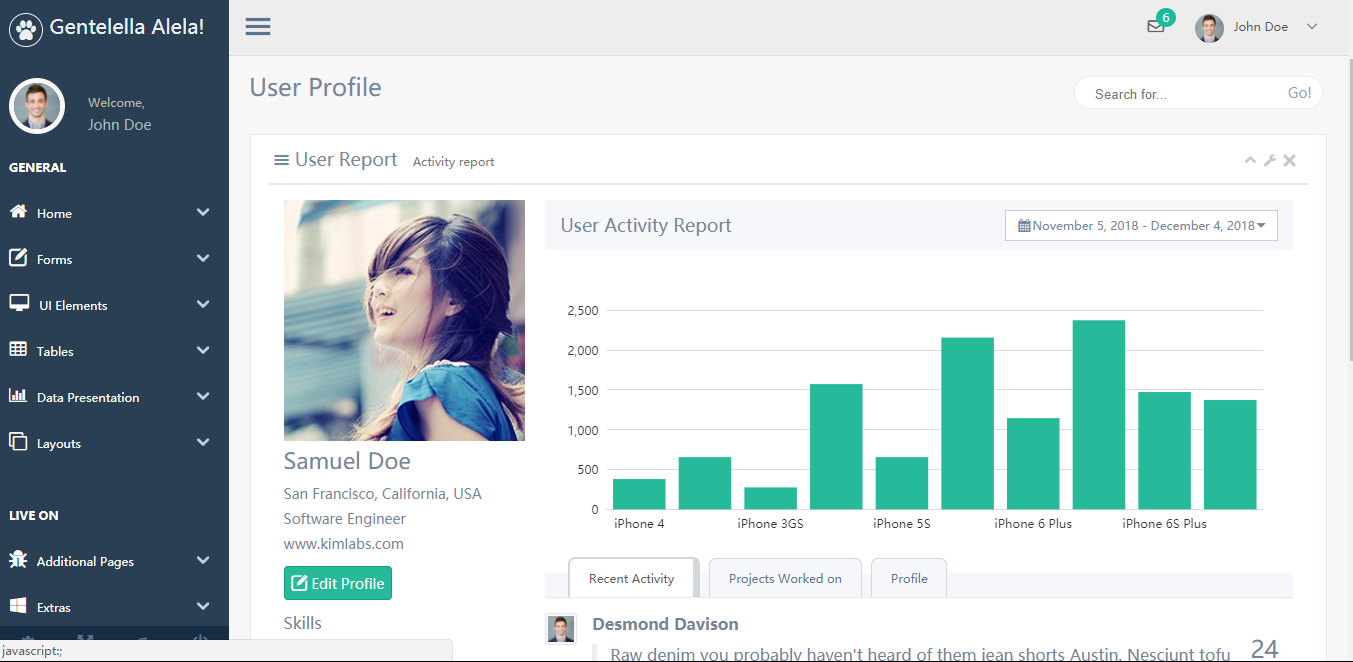 Gentelella Alela!
Welcome,
John Doe
GENERAL
Home
Forms
UI Elements
Tables
Data Presentation
Layouts
LIVE ON
Additional Pages
Extras
javascript:;
6
John Doe
User Profile
Search for...
Go!
User Report Activity report
Samuel Doe
San Francisco, California, USA
Software Engineer
www.kimlabs.com
Edit Profile
Skills
User Activity Report
November 5, 2018 - December 4, 2018
2,500
2,000
1,500
1,000
500
0
iPhone 4 iPhone 3GS iPhone 5S iPhone 6 Plus iPhone 6S Plus
Recent Activity Projects Worked on Profile
Desmond Davison
24
Raw denim you probably haven't heard of them jean shorts Austin. Nesciunt tofu